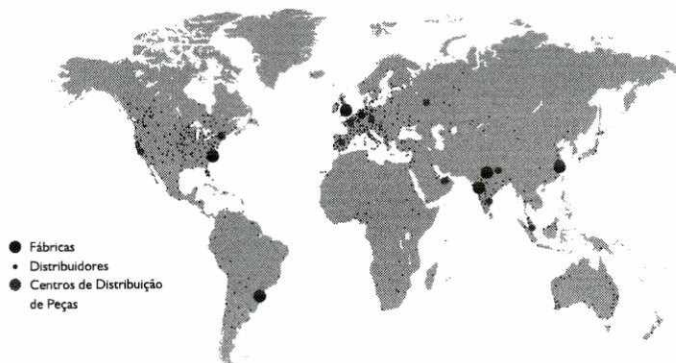 Fábricas
Distribuidores
Centros de Distribuição
de Peças